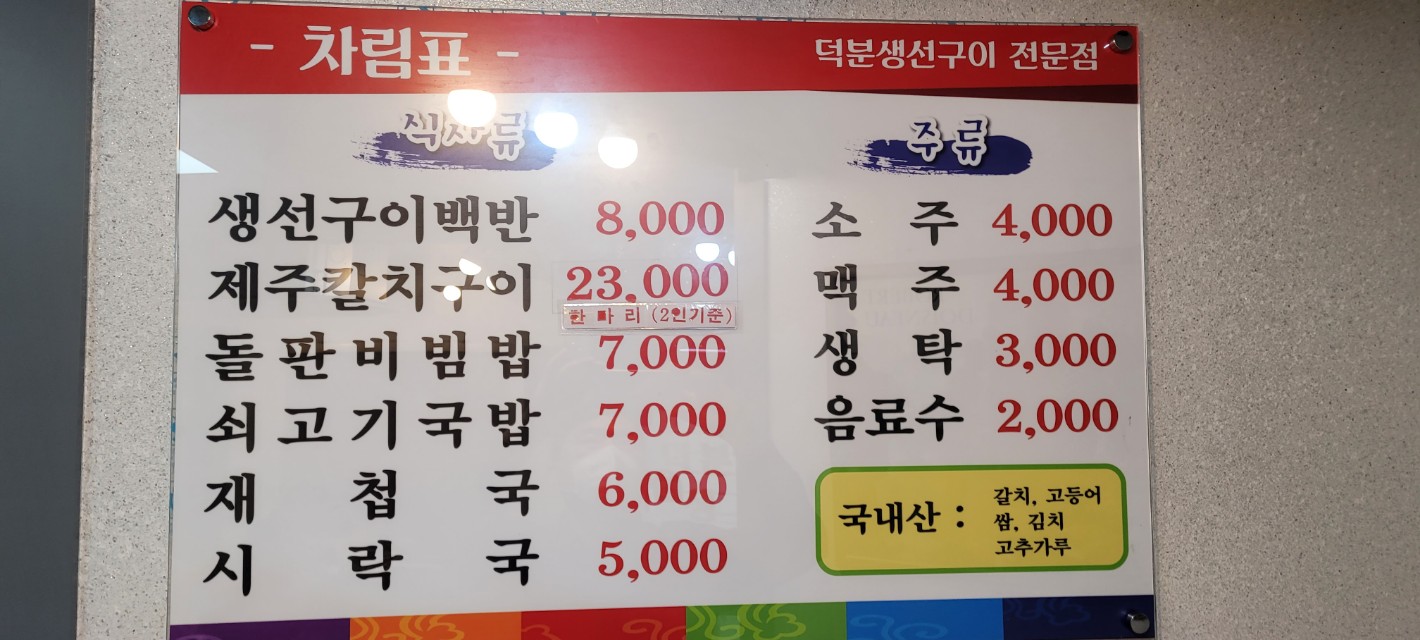 - 차림표 -
덕분생선구이 전문점
식사류
생선구이백반 8,000
제주칼치구이 23,000
한 마 리 (2인기준)
돌판비빔밥 7,000
쇠고기국밥 7,000
재첩국 6,000
시락국 5,000
주류
소주 4,000
맥주 4,000
생탁 3,000
음료수 2,000
국내산 : 갈치, 고등어
쌈, 김치
고추가루